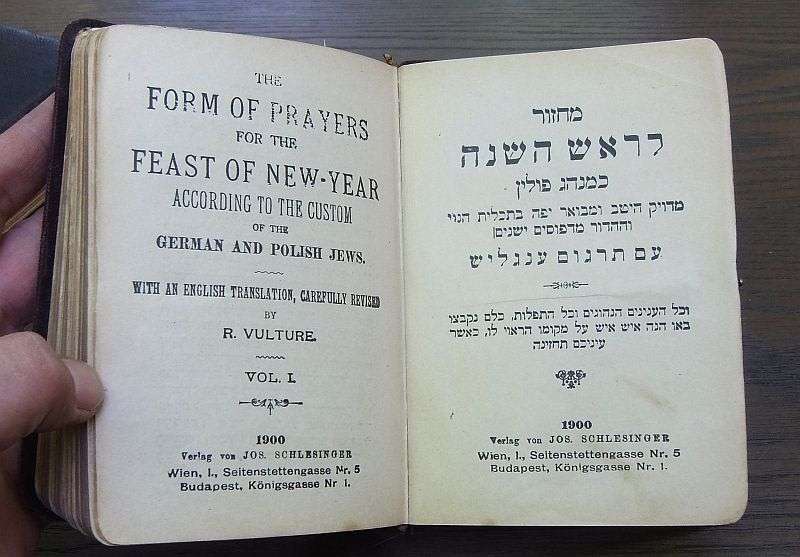 THE
FORM OF PRAYERS
FOR THE
FEAST OF NEW-YEAR
ACCORDING TO THE CUSTOM
OF THE
GERMAN AND POLISH JEWS.
WITH AN ENGLISH TRANSLATION, CAREFULLY REVISED
BY
R. VULTURE.
VOL. I.
1900
Verlag von JOS. SCHLESINGER
Wien, I., Seitenstettengasse Nr. 5
Budapest, Königsgasse Nr. 1.
מחזור
לראש השנה
כמנהג פולין
מדויק היטב ומבואר יפה בתכלית הנוי
וההדור מדפוסים ישנים
עם תרגום ענגליש
וכל הענינים הנהוגים וכל התפלות, כלם נקבצו
באו הנה איש איש על מקומו הראוי לו, כאשר
עיניכם תחזינה
1900
Verlag von JOS. SCHLESINGER
Wien, I., Seitenstettengasse Nr. 5
Budapest, Königsgasse Nr. 1.